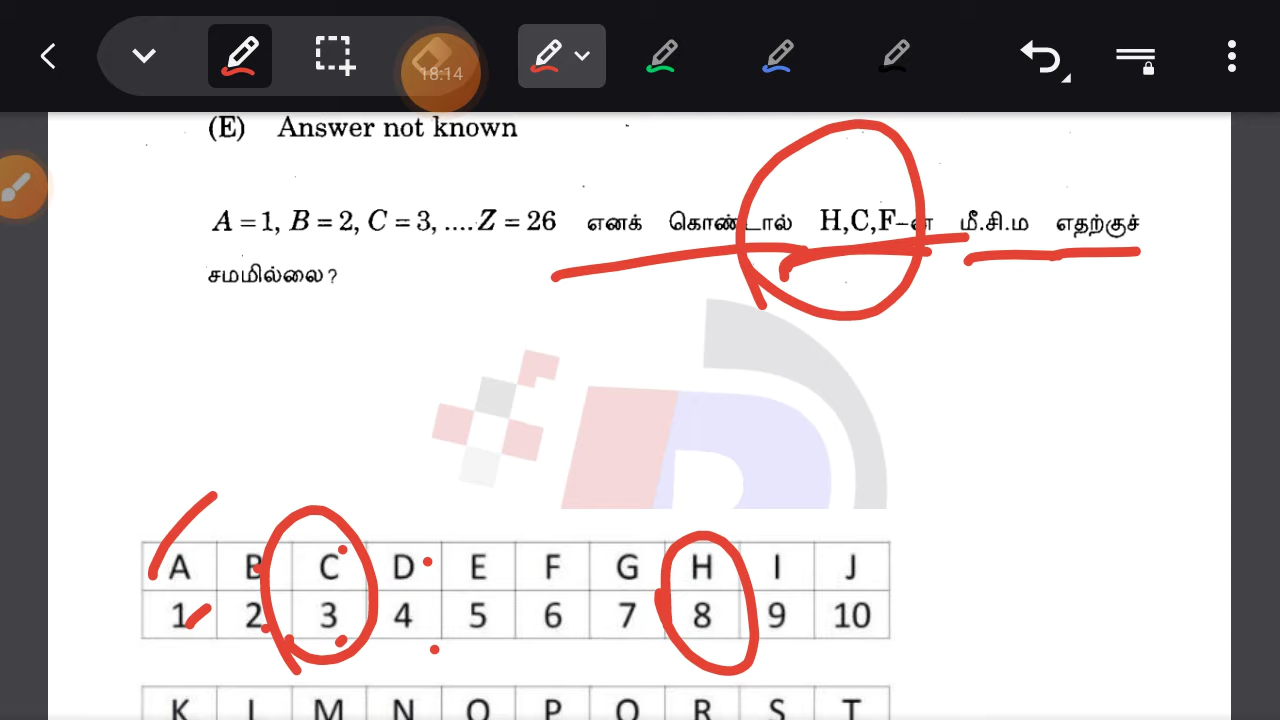 18:14
(E) Answer not known
A = 1, B = 2, C = 3, ....Z = 26 எனக் கொண்டால் H,C,F-ன் மீ.சி.ம எதற்குச்
சமமில்லை?
A B C D E F G H I J
1 2 3 4 5 6 7 8 9 10
K L M N O P Q R S T